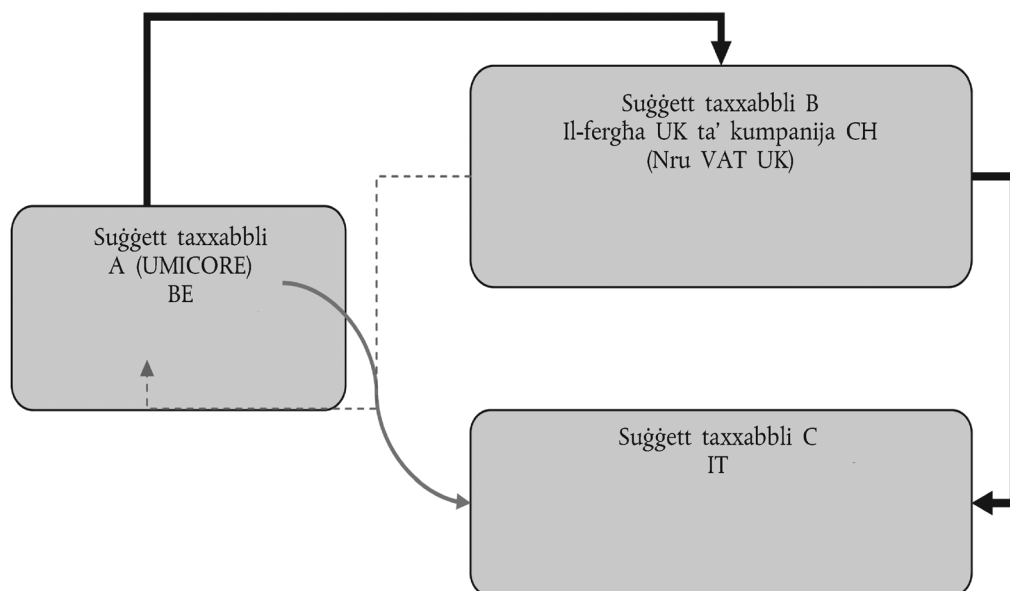 Suġġett taxxabbli B
Il-fergħa UK ta' kumpanija CH
(Nru VAT UK)
Suġġett taxxabbli
A (UMICORE)
BE
Suġġett taxxabbli C
IT